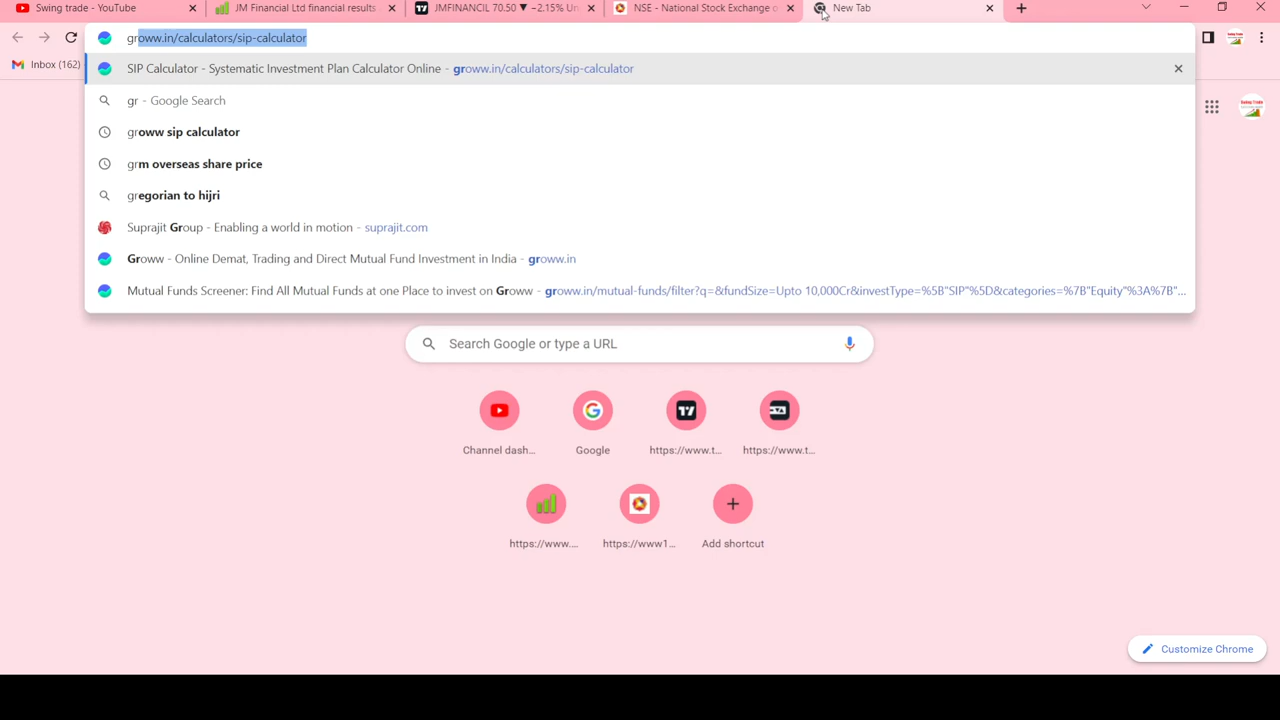 Swing trade - YouTube
JM Financial Ltd financial results
JMFINANCIL 70.50 ▼ −2.15% Un
NSE - National Stock Exchange o
New Tab
groww.in/calculators/sip-calculator
Inbox (162)
SIP Calculator - Systematic Investment Plan Calculator Online - groww.in/calculators/sip-calculator
gr - Google Search
groww sip calculator
grm overseas share price
gregorian to hijri
Suprajit Group - Enabling a world in motion - suprajit.com
Groww - Online Demat, Trading and Direct Mutual Fund Investment in India - groww.in
Mutual Funds Screener: Find All Mutual Funds at one Place to invest on Groww - groww.in/mutual-funds/filter?q=&fundSize=Upto 10,000Cr&investType=%5B"SIP"%5D&categories=%7B"Equity"%3A%7B"...
Search Google or type a URL
Channel dash...
Google
https://www.t...
https://www.t...
https://www....
https://www1...
Add shortcut
Customize Chrome